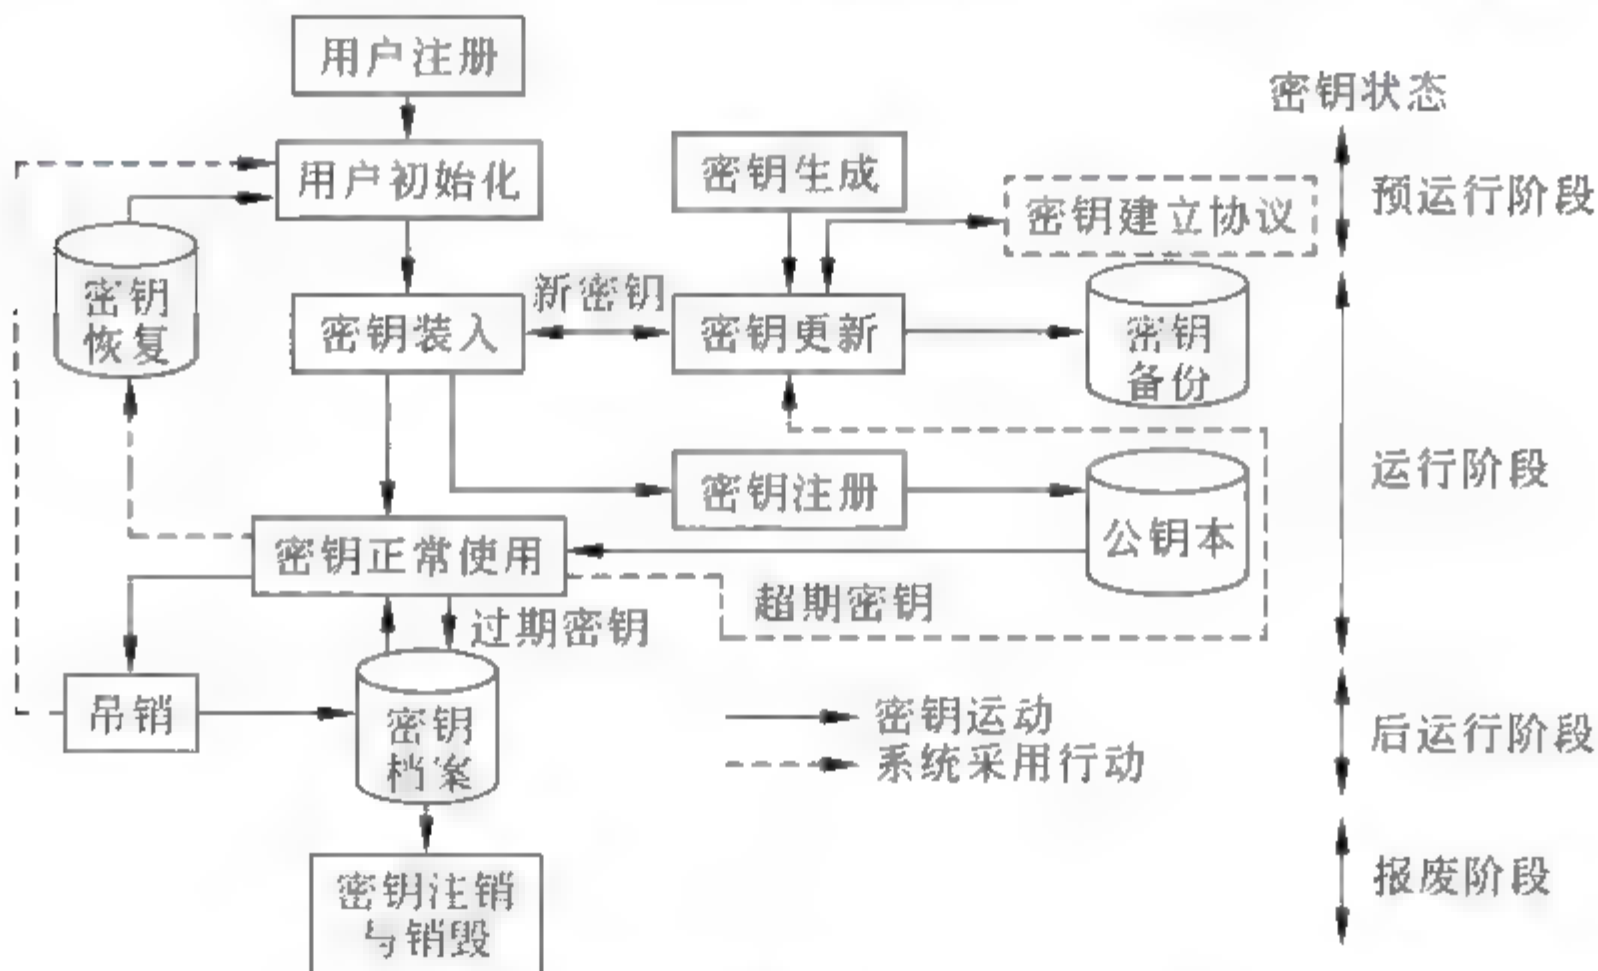 用户注册
密钥状态
用户初始化
密钥生成
密钥建立协议
预运行阶段
密钥
恢复
密钥装入
新密钥
密钥更新
密钥
备份
密钥注册
公钥本
运行阶段
密钥正常使用
超期密钥
过期密钥
吊销
密钥
档案
密钥运动
系统采用行动
后运行阶段
密钥注销
与销毁
报废阶段